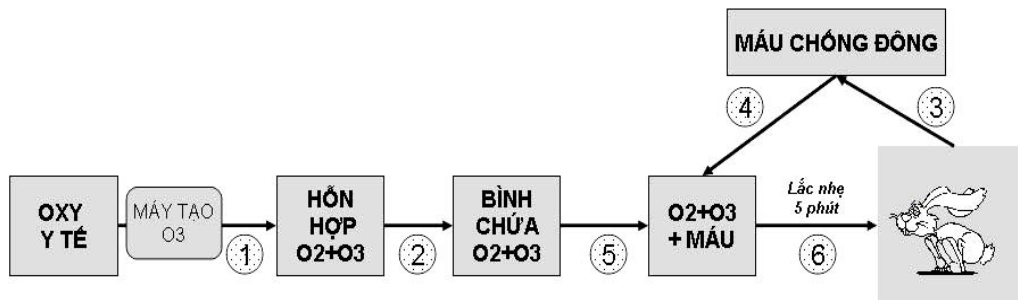 MÁU CHỐNG ĐÔNG
4
3
OXY
Y TẾ
MÁY TẠO
O3
1
HỖN
HỢP
O2+O3
2
BÌNH
CHỨA
O2+O3
5
O2+O3
+ MÁU
Lắc nhẹ
5 phút
6